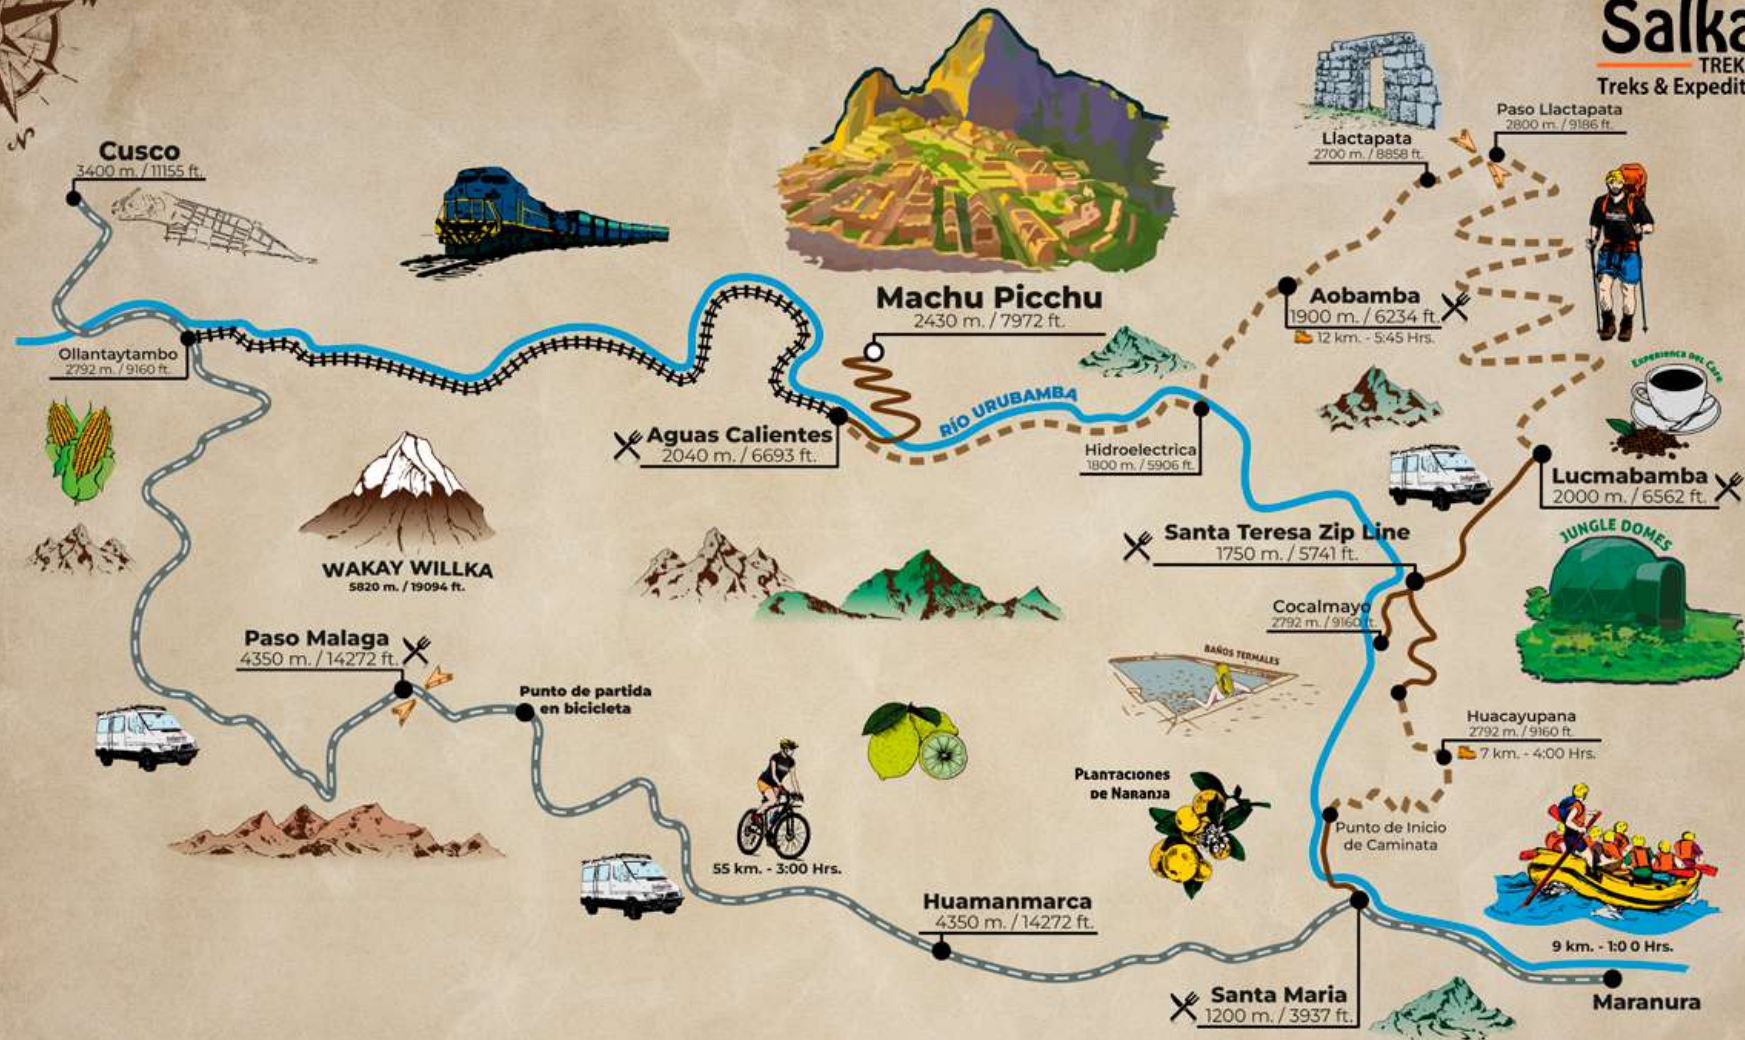 Salka
TREK
Treks & Expedit
N
Cusco
3400 m. / 11155 ft.
Ollantaytambo
2792 m. / 9160 ft.
WAKAY WILLKA
5820 m. / 19094 ft.
Paso Malaga
4350 m. / 14272 ft.
Punto de partida
en bicicleta
55 km. - 3:00 Hrs.
Huamanmarca
4350 m. / 14272 ft.
Santa Maria
1200 m. / 3937 ft.
Maranura
9 km. - 1:0 0 Hrs.
Punto de Inicio
de Caminata
Plantaciones
de Naranja
Huacayupana
2792 m. / 9160 ft.
7 km. - 4:00 Hrs.
BAÑOS TERMALES
Cocalmayo
2792 m. / 9160 ft.
Santa Teresa Zip Line
1750 m. / 5741 ft.
JUNGLE DOMES
Lucmabamba
2000 m. / 6562 ft.
Experiencia Del Cafe
Aobamba
1900 m. / 6234 ft.
12 km. - 5:45 Hrs.
Paso Llactapata
2800 m. / 9186 ft.
Llactapata
2700 m. / 8858 ft.
Hidroelectrica
1800 m. / 5906 ft.
RÍO URUBAMBA
Aguas Calientes
2040 m. / 6693 ft.
Machu Picchu
2430 m. / 7972 ft.